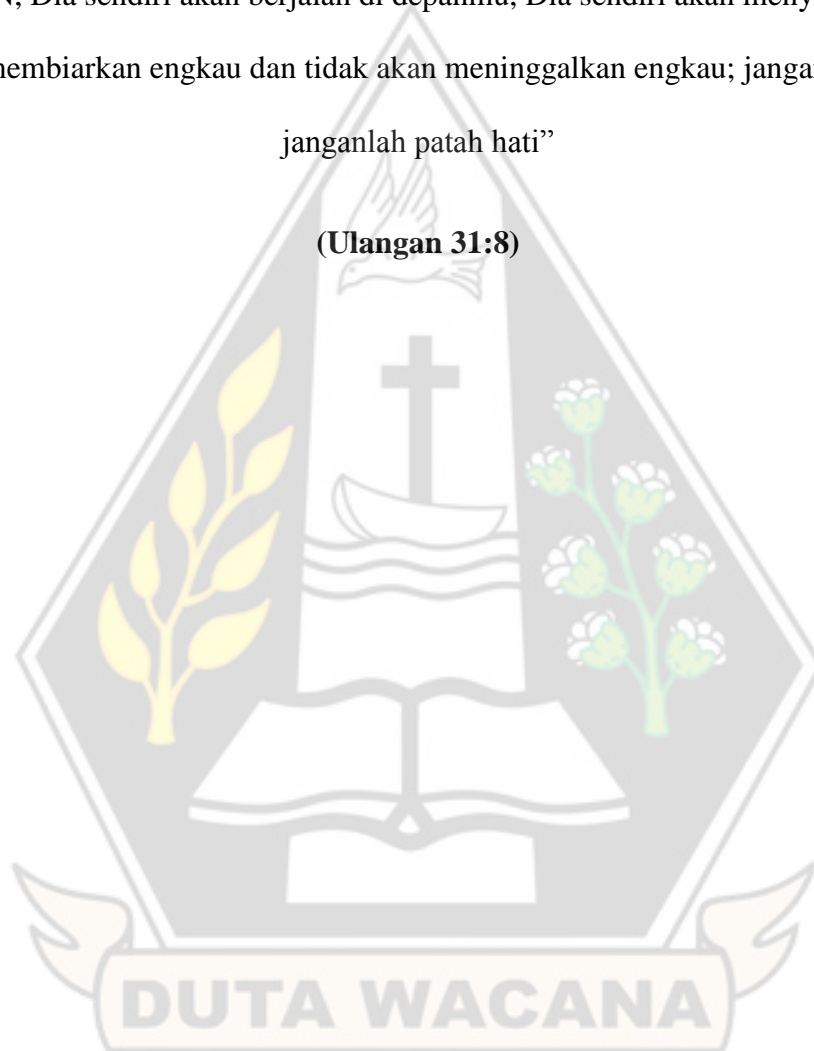 Dia sendiri akan berjalan di depanmu, Dia sendiri akan
membiarkan engkau dan tidak akan meninggalkan engkau;
janganlah patah hati”
(Ulangan 31:8)
DUTA WACANA